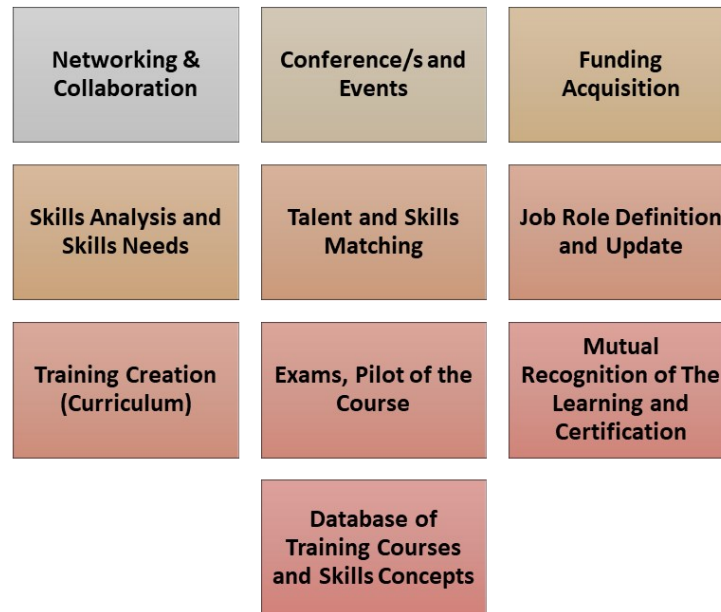 Networking &
Collaboration
Conference/s and
Events
Funding
Acquisition
Skills Analysis and
Skills Needs
Talent and Skills
Matching
Job Role Definition
and Update
Training Creation
(Curriculum)
Exams, Pilot of the
Course
Mutual
Recognition of The
Learning and
Certification
Database of
Training Courses
and Skills Concepts